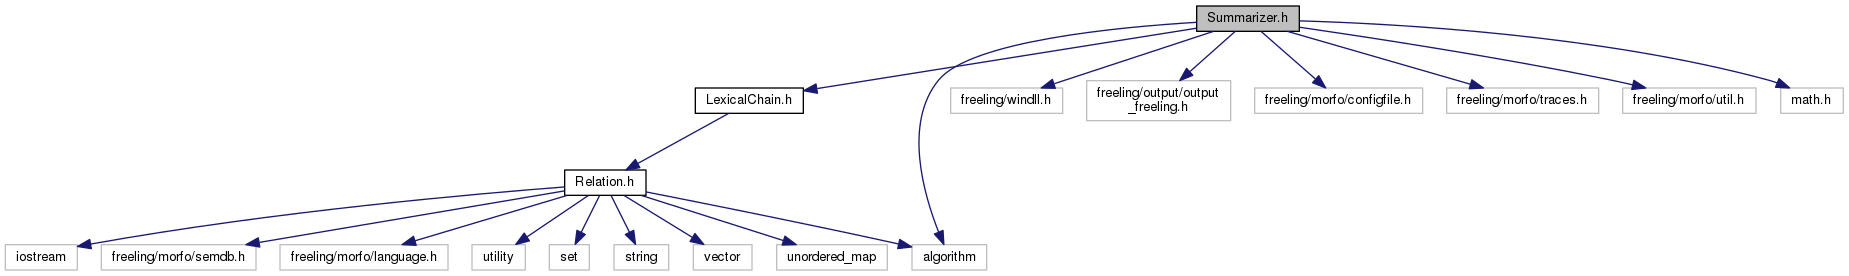 Summarizer.h
LexicalChain.h
freeling/windll.h
freeling/output/output
_freeling.h
freeling/morfo/configfile.h
freeling/morfo/traces.h
freeling/morfo/util.h
math.h
Relation.h
iostream
freeling/morfo/semdb.h
freeling/morfo/language.h
utility
set
string
vector
unordered_map
algorithm